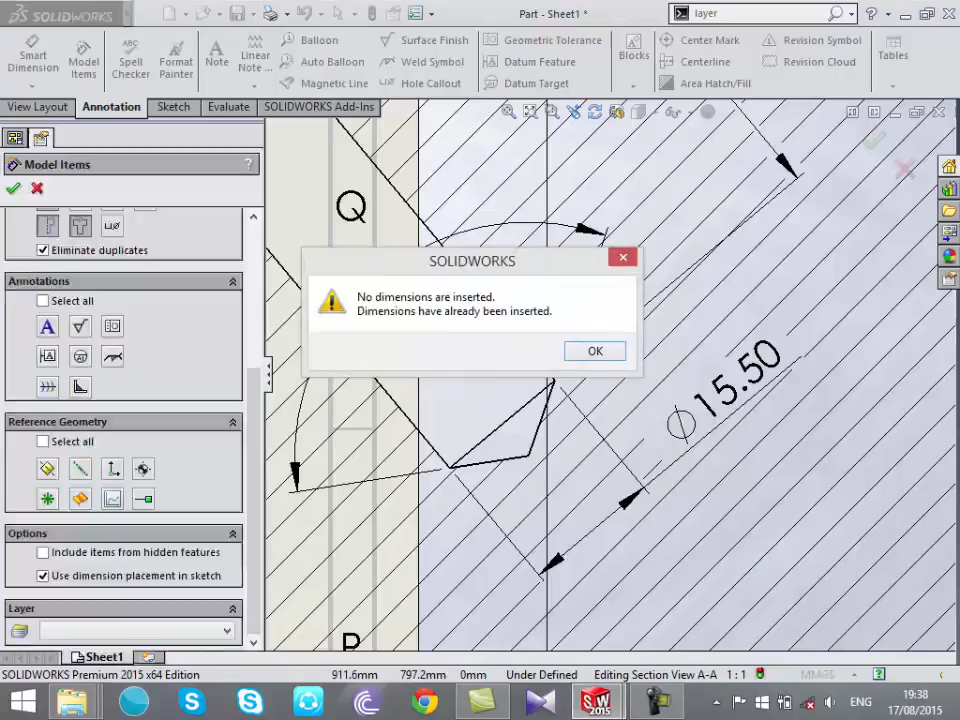 SOLIDWORKS
Part - Sheet1 *
layer
Smart
Dimension
Model
Items
Spell
Checker
Format
Painter
Note
Linear
Note ...
Balloon
Auto Balloon
Magnetic Line
Surface Finish
Weld Symbol
Hole Callout
Geometric Tolerance
Datum Feature
Datum Target
Blocks
Center Mark
Centerline
Area Hatch/Fill
Revision Symbol
Revision Cloud
Tables
View Layout
Annotation
Sketch
Evaluate
SOLIDWORKS Add-Ins
Model Items
Eliminate duplicates
Annotations
Select all
Reference Geometry
Select all
Options
Include items from hidden features
Use dimension placement in sketch
Layer
Q
SOLIDWORKS
No dimensions are inserted.
Dimensions have already been inserted.
OK
∅15.50
Sheet1
SOLIDWORKS Premium 2015 x64 Edition
911.6mm
797.2mm
0mm
Under Defined
Editing Section View A-A
1 : 1
MMGS
ENG
19:38
17/08/2015